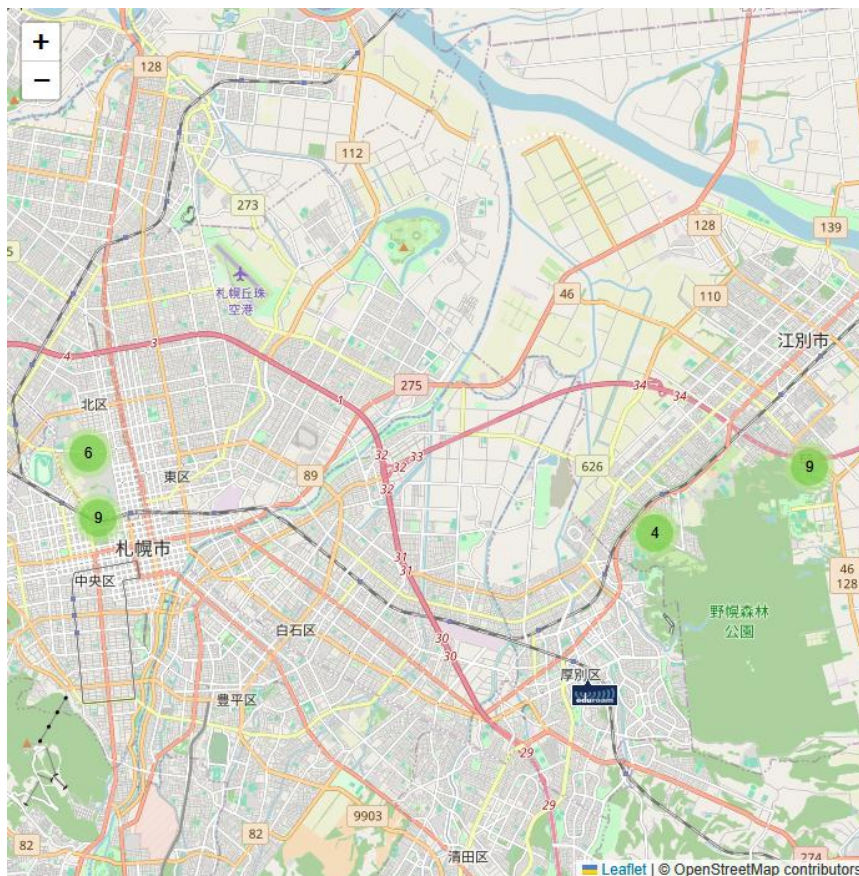 +
−
128
112
273
128
139
5
札幌丘珠
空港
46
110
4
3
江別市
275
34
34
1
北区
6
32
33
32
9
東区
89
32
626
9
4
札幌市
31
中央区
31
46
128
野幌森林
公園
白石区
30
30
厚別区
eduroam
豊平区
29
29
9903
82
82
清田区
274
Leaflet | © OpenStreetMap contributors